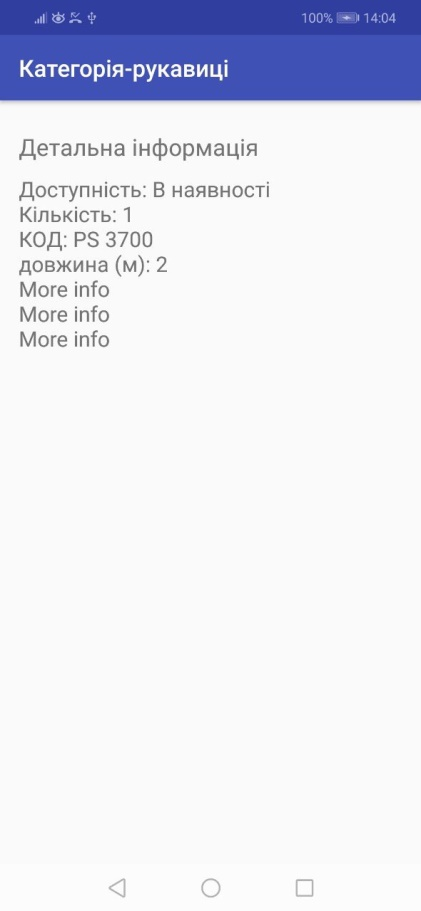 100% 14:04
Категорія-рукавиці
Детальна інформація
Доступність: В наявності
Кількість: 1
КОД: PS 3700
довжина (м): 2
More info
More info
More info